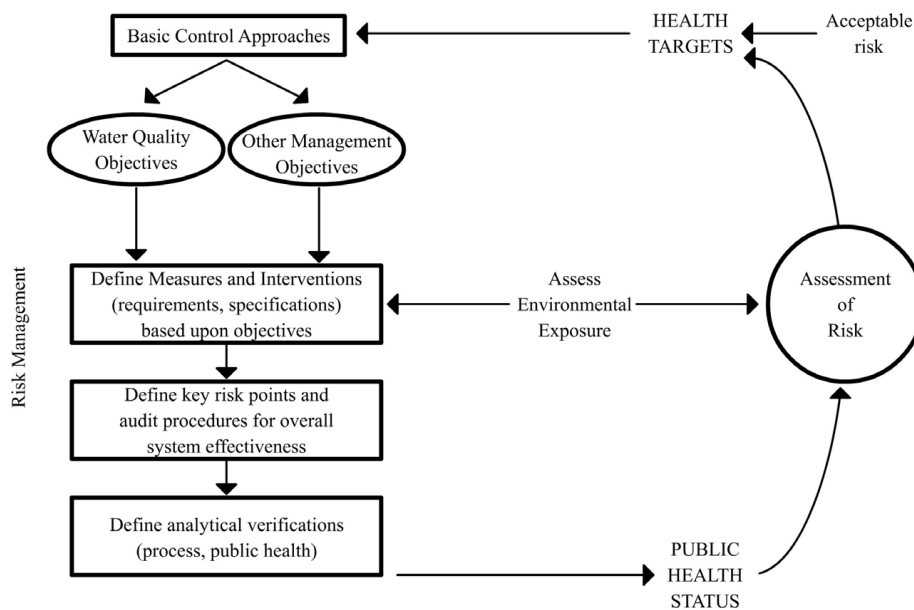 Basic Control Approaches
HEALTH
TARGETS
Acceptable
risk
Water Quality
Objectives
Other Management
Objectives
Risk Management
Define Measures and Interventions
(requirements, specifications)
based upon objectives
Assess
Environmental
Exposure
Assessment
of
Risk
Define key risk points and
audit procedures for overall
system effectiveness
Define analytical verifications
(process, public health)
PUBLIC
HEALTH
STATUS